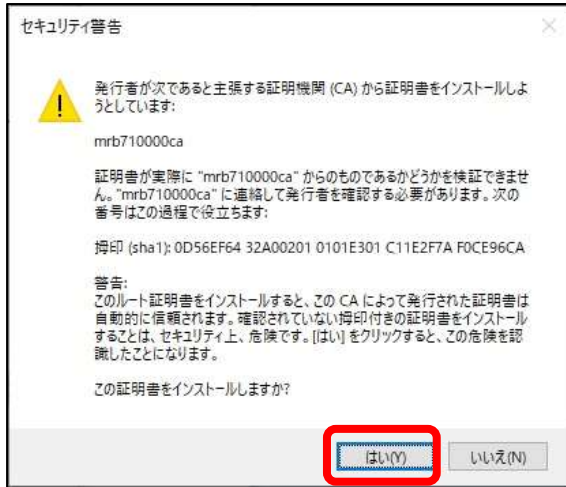 セキュリティ警告
発行者が次であると主張する証明機関 (CA) から証明書をインストールしよ
うとしています:
mrb710000ca
証明書が実際に "mrb710000ca" からのものであるかどうかを検証できませ
ん。"mrb710000ca" に連絡して発行者を確認する必要があります。次の
番号はこの過程で役立ちます:
拇印 (sha1): 0D56EF64 32A00201 0101E301 C11E2F7A F0CE96CA
警告:
このルート証明書をインストールすると、この CA によって発行された証明書は
自動的に信頼されます。確認されていない拇印付きの証明書をインストール
することは、セキュリティ上、危険です。[はい] をクリックすると、この危険を認
識したことになります。
この証明書をインストールしますか?
はい(Y)
いいえ(N)